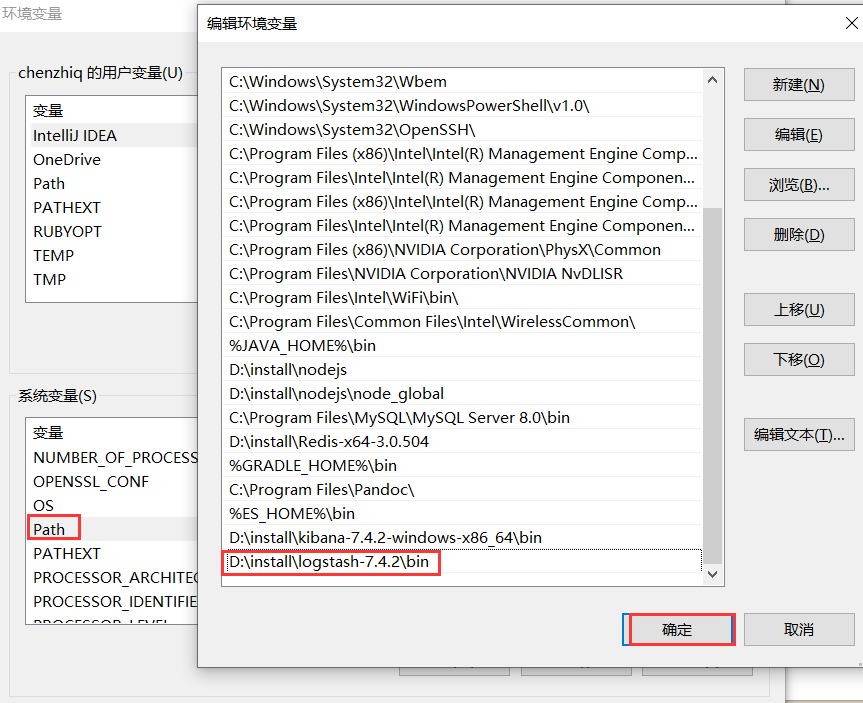 环境变量
chenzhiq 的用户变量(U)
变量
IntelliJ IDEA
OneDrive
Path
PATHEXT
RUBYOPT
TEMP
TMP
系统变量(S)
变量
NUMBER_OF_PROCESS
OPENSSL_CONF
OS
Path
PATHEXT
PROCESSOR_ARCHITEC
PROCESSOR_IDENTIFIE
PROCESSOR_LEVEL
编辑环境变量
C:\Windows\System32\Wbem
C:\Windows\System32\WindowsPowerShell\v1.0\
C:\Windows\System32\OpenSSH\
C:\Program Files (x86)\Intel\Intel(R) Management Engine Comp...
C:\Program Files\Intel\Intel(R) Management Engine Componen...
C:\Program Files (x86)\Intel\Intel(R) Management Engine Comp...
C:\Program Files\Intel\Intel(R) Management Engine Componen...
C:\Program Files (x86)\NVIDIA Corporation\PhysX\Common
C:\Program Files\NVIDIA Corporation\NVIDIA NvDLISR
C:\Program Files\Intel\WiFi\bin\
C:\Program Files\Common Files\Intel\WirelessCommon\
%JAVA_HOME%\bin
D:\install\nodejs
D:\install\nodejs\node_global
C:\Program Files\MySQL\MySQL Server 8.0\bin
D:\install\Redis-x64-3.0.504
%GRADLE_HOME%\bin
C:\Program Files\Pandoc\
%ES_HOME%\bin
D:\install\kibana-7.4.2-windows-x86_64\bin
D:\install\logstash-7.4.2\bin
新建(N)
编辑(E)
浏览(B)...
删除(D)
上移(U)
下移(O)
编辑文本(T)...
确定
取消